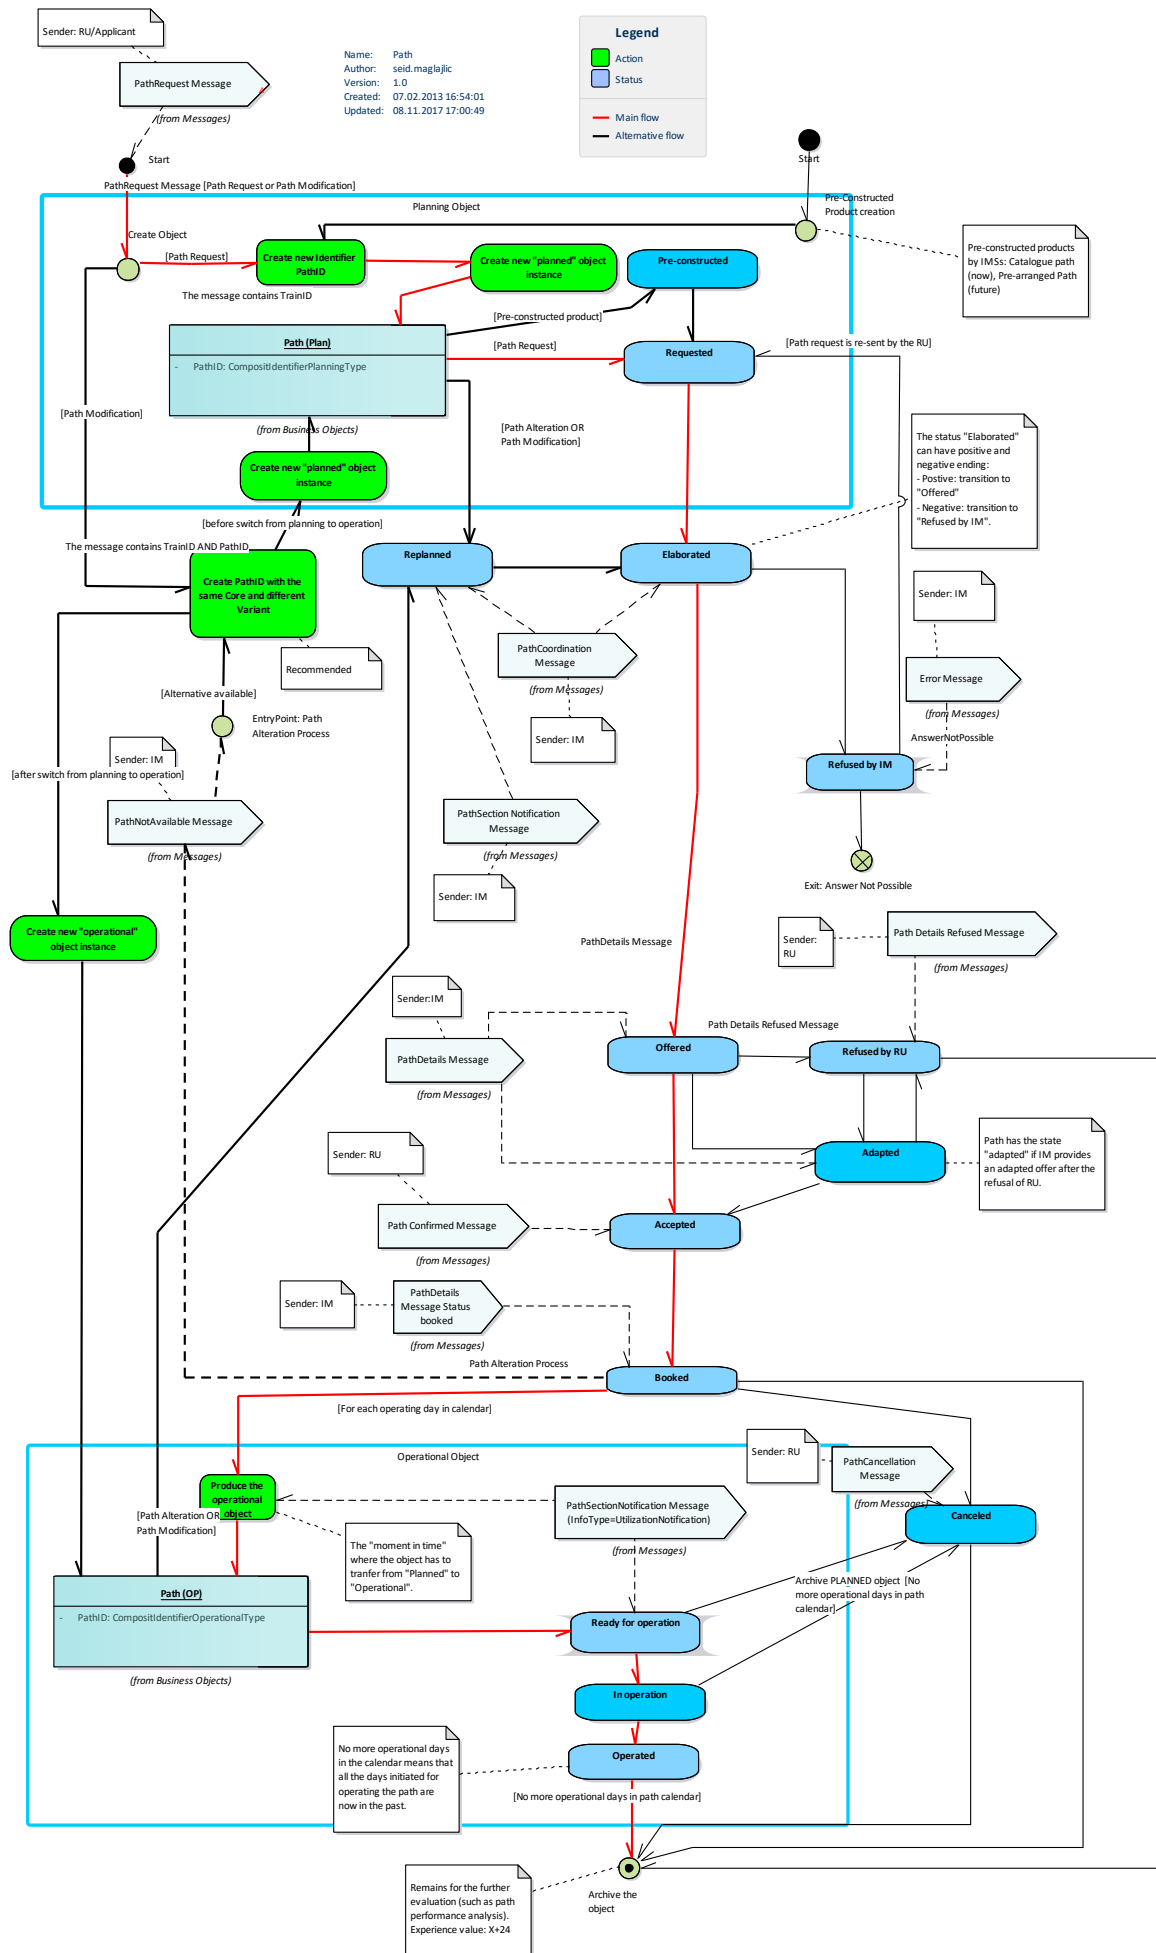 Sender: RU/Applicant
PathRequest Message
(from Messages)
Name: Path
Author: seid.maglajlic
Version: 1.0
Created: 07.02.2013 16:54:01
Updated: 08.11.2017 17:00:49
Legend
Action
Status
Main flow
Alternative flow
Start
Start
PathRequest Message [Path Request or Path Modification]
Planning Object
Pre-Constructed
Product creation
Create Object
[Path Request]
Create new Identifier
PathID
The message contains TrainID
Create new "planned" object
instance
Pre-constructed
Pre-constructed products
by IMSs: Catalogue path
(now), Pre-arranged Path
(future)
[Pre-constructed product]
Path (Plan)
- PathID: CompositIdentifierPlanningType
(from Business Objects)
[Path Request]
Requested
[Path request is re-sent by the RU]
[Path Modification]
[Path Alteration OR
Path Modification]
The status "Elaborated"
can have positive and
negative ending:
- Postive: transition to
"Offered"
- Negative: transition to
"Refused by IM".
Create new "planned" object
instance
[before switch from planning to operation]
The message contains TrainID AND PathID
Create PathID with the
same Core and different
Variant
Replanned
Elaborated
Sender: IM
Error Message
(from Messages)
AnswerNotPossible
PathCoordination
Message
(from Messages)
Sender: IM
Recommended
[Alternative available]
EntryPoint: Path
Alteration Process
Sender: IM
[after switch from planning to operation]
PathNotAvailable Message
(from Messages)
Refused by IM
PathSection Notification
Message
(from Messages)
Sender: IM
Exit: Answer Not Possible
Create new "operational"
object instance
PathDetails Message
Sender:
RU
Path Details Refused Message
(from Messages)
Sender:IM
PathDetails Message
(from Messages)
Offered
Path Details Refused Message
Refused by RU
Adapted
Path has the state
"adapted" if IM provides
an adapted offer after the
refusal of RU.
Sender: RU
Path Confirmed Message
(from Messages)
Accepted
Sender: IM
PathDetails
Message Status
booked
(from Messages)
Path Alteration Process
Booked
[For each operating day in calendar]
Operational Object
Sender: RU
PathCancellation
Message
(from Messages)
Canceled
Produce the
operational
object
[Path Alteration OR
Path Modification]
The "moment in time"
where the object has to
tranfer from "Planned" to
"Operational".
PathSectionNotification Message
(InfoType=UtilizationNotification)
(from Messages)
Archive PLANNED object [No
more operational days in path
calendar]
Path (OP)
- PathID: CompositIdentifierOperationalType
(from Business Objects)
Ready for operation
In operation
Operated
No more operational days
in the calendar means that
all the days initiated for
operating the path are
now in the past.
[No more operational days in path calendar]
Archive the
object
Remains for the further
evaluation (such as path
performance analysis).
Experience value: X+24